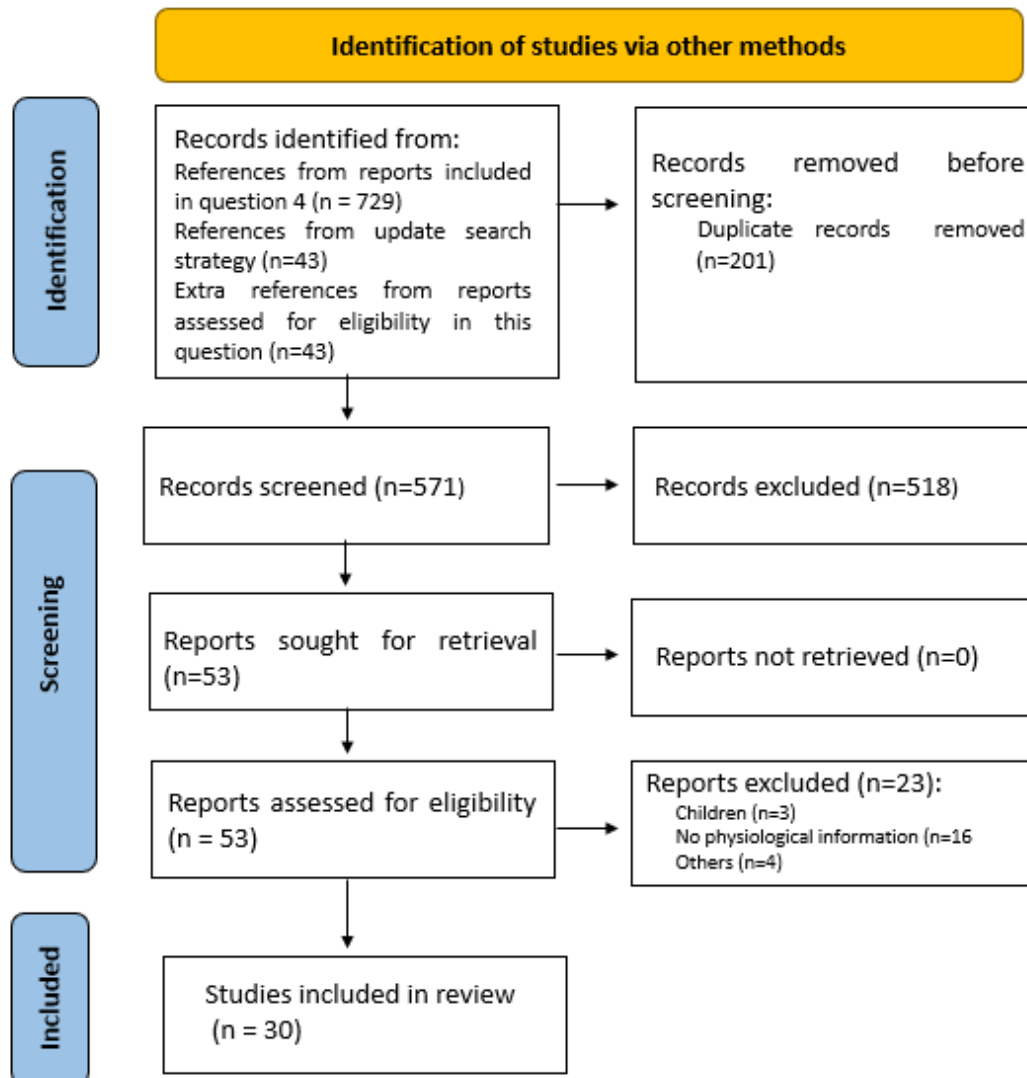 Identification of studies via other methods
Identification
Records identified from:
References from reports included
in question 4 (n = 729)
References from update search
strategy (n=43)
Extra references from reports
assessed for eligibility in this
question (n=43)
Records removed before
screening:
Duplicate records removed
(n=201)
Screening
Records screened (n=571)
Records excluded (n=518)
Reports sought for retrieval
(n=53)
Reports not retrieved (n=0)
Reports assessed for eligibility
(n = 53)
Reports excluded (n=23):
Children (n=3)
No physiological information (n=16
Others (n=4)
Included
Studies included in review
(n = 30)